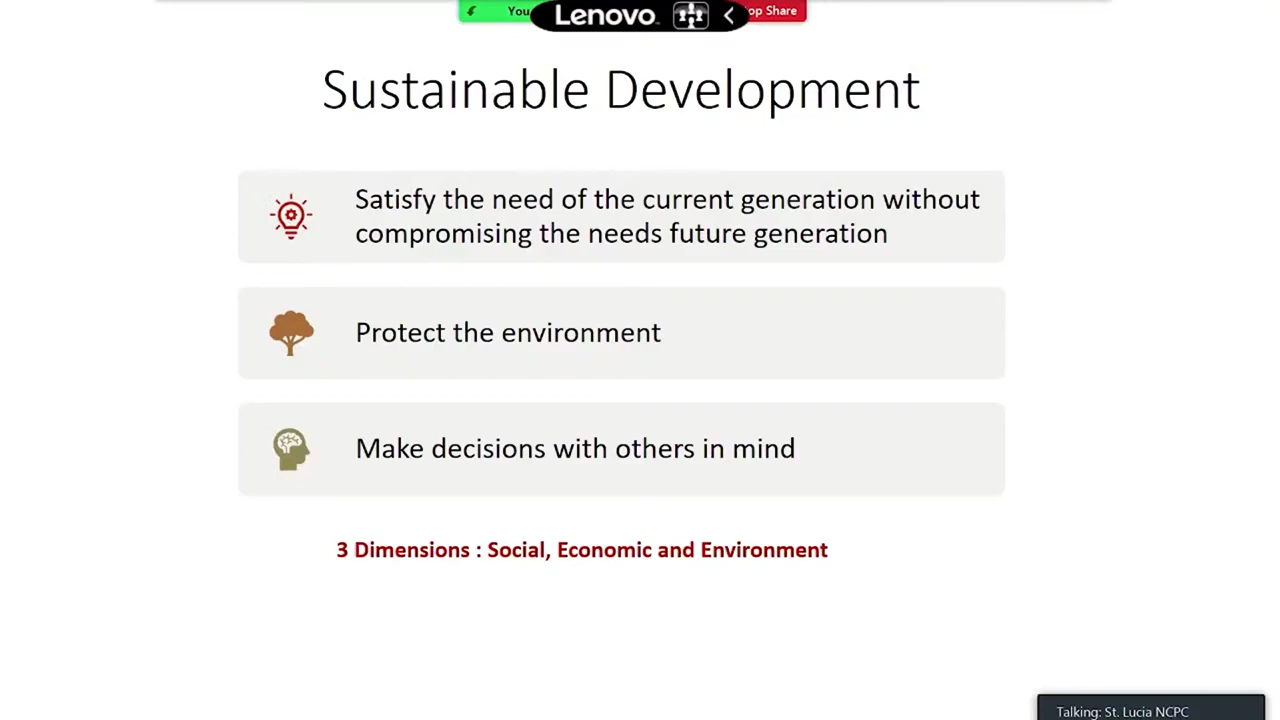 You
Lenovo
op Share
Sustainable Development
Satisfy the need of the current generation without
compromising the needs future generation
Protect the environment
Make decisions with others in mind
3 Dimensions : Social, Economic and Environment
Talking: St. Lucia NCPC